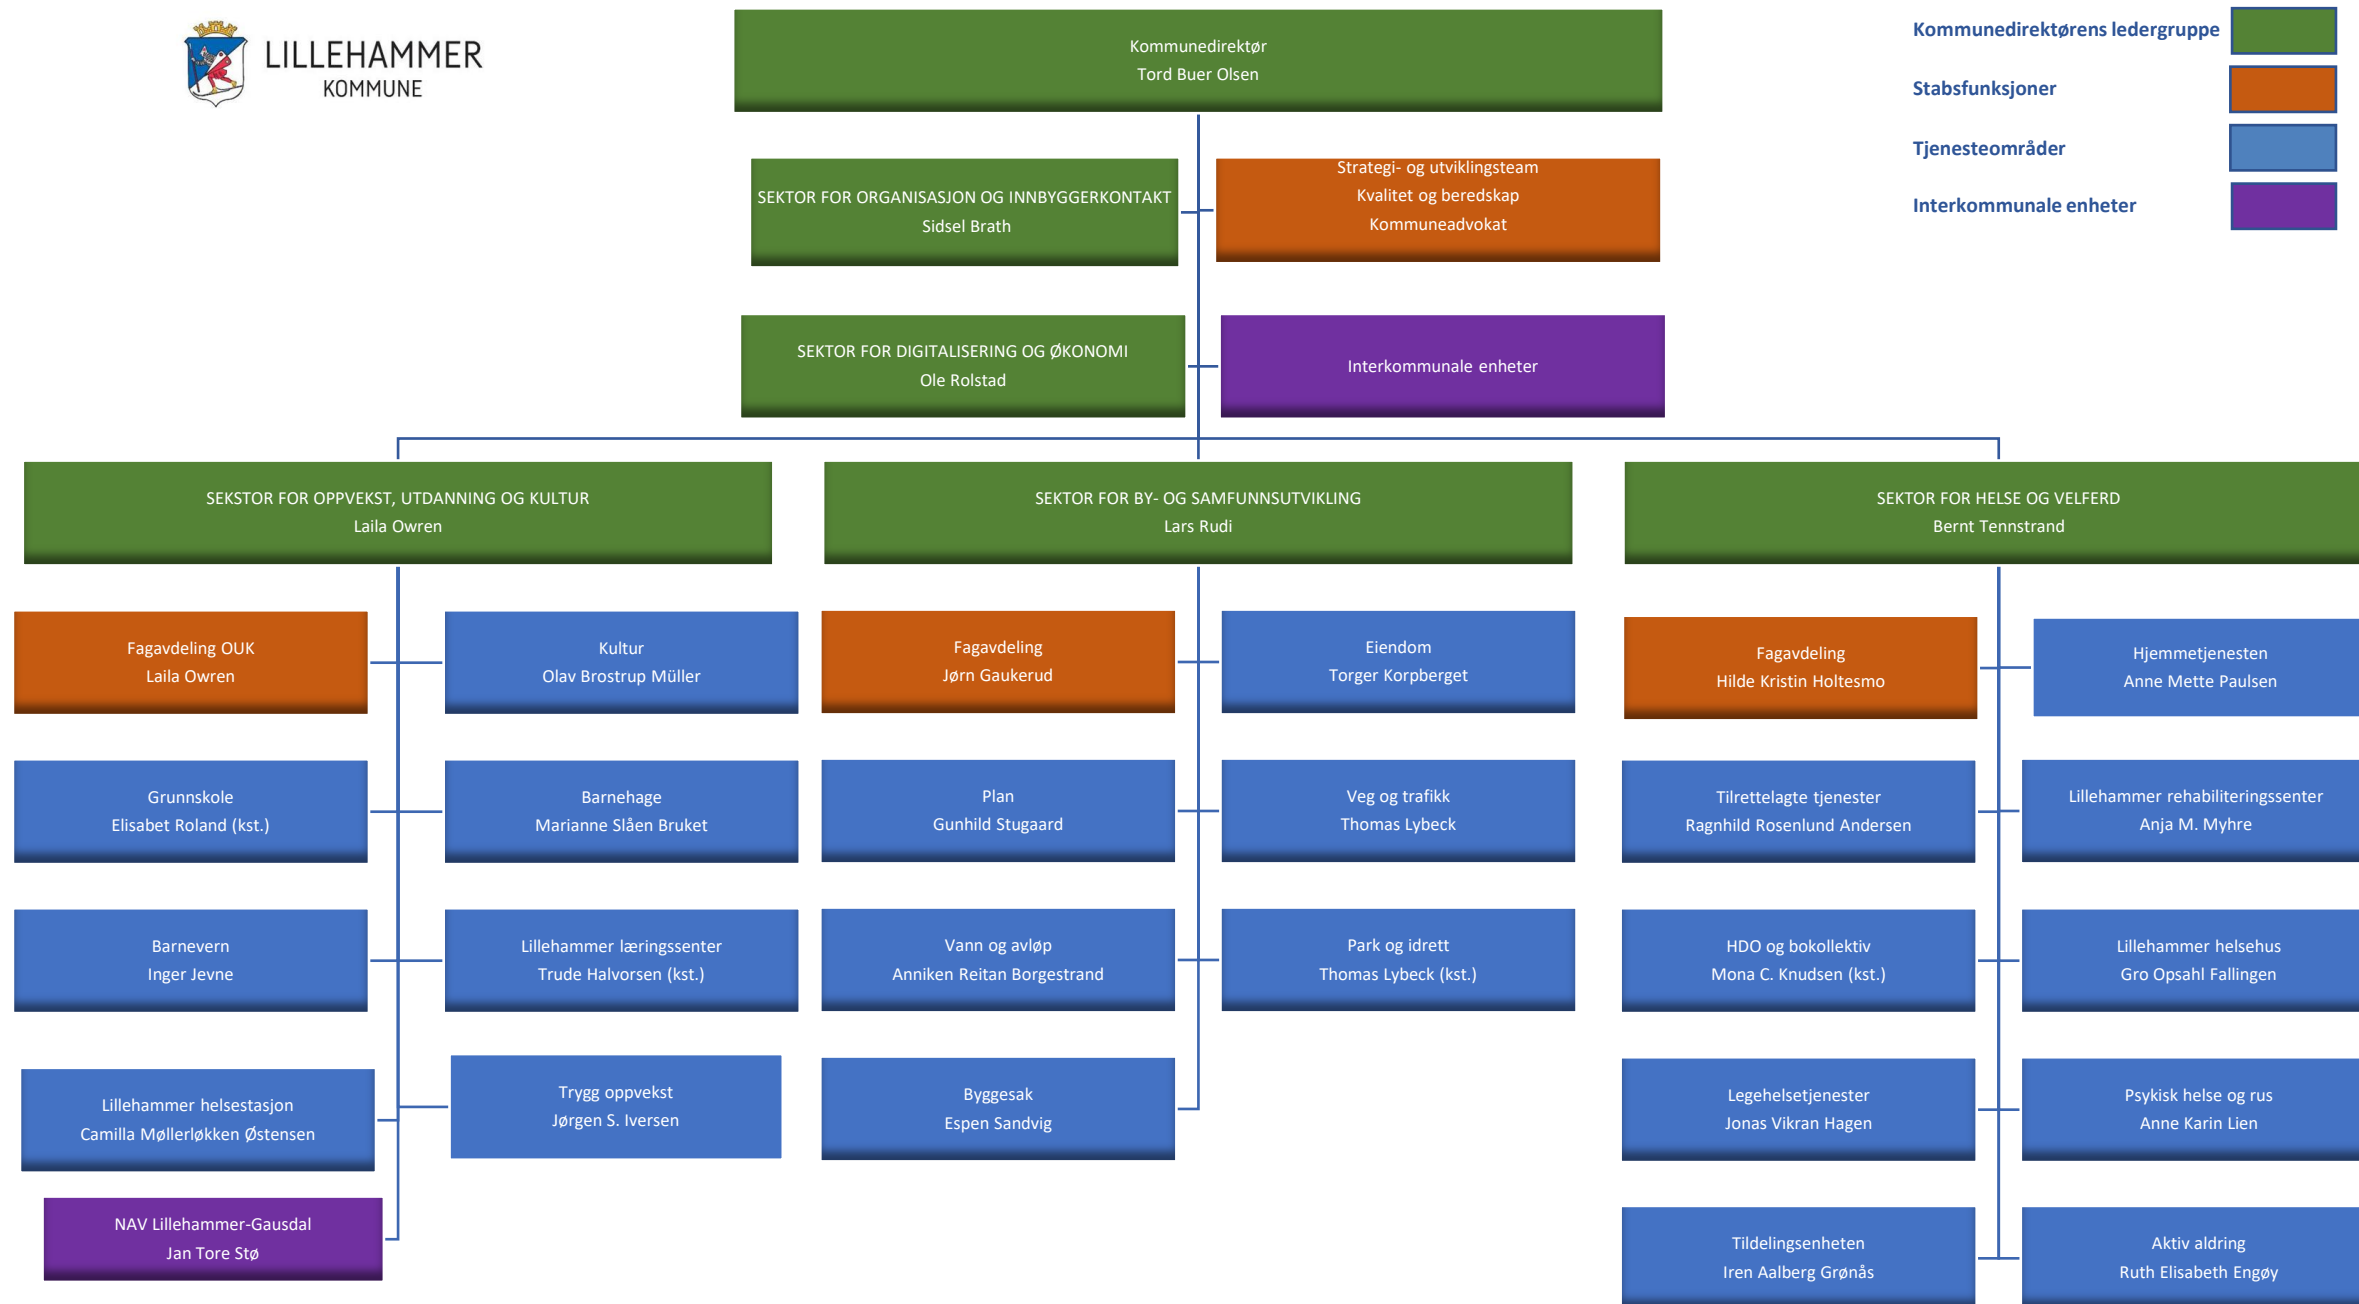 LILLEHAMMER
KOMMUNE
Kommunedirektør
Tord Buer Olsen
Kommunedirektørens ledergruppe
Stabsfunksjoner
Tjenesteområder
Interkommunale enheter
SEKTOR FOR ORGANISASJON OG INNBYGGERKONTAKT
Sidsel Brath
Strategi- og utviklingsteam
Kvalitet og beredskap
Kommuneadvokat
SEKTOR FOR DIGITALISERING OG ØKONOMI
Ole Rolstad
Interkommunale enheter
SEKSTOR FOR OPPVEKST, UTDANNING OG KULTUR
Laila Owren
SEKTOR FOR BY- OG SAMFUNNSUTVIKLING
Lars Rudi
SEKTOR FOR HELSE OG VELFERD
Bernt Tennstrand
Fagavdeling OUK
Laila Owren
Kultur
Olav Brostrup Müller
Fagavdeling
Jørn Gaukerud
Eiendom
Torger Korpberget
Fagavdeling
Hilde Kristin Holtesmo
Hjemmetjenesten
Anne Mette Paulsen
Grunnskole
Elisabet Roland (kst.)
Barnehage
Marianne Slåen Bruket
Plan
Gunhild Stugaard
Veg og trafikk
Thomas Lybeck
Tilrettelagte tjenester
Ragnhild Rosenlund Andersen
Lillehammer rehabiliteringssenter
Anja M. Myhre
Barnevern
Inger Jevne
Lillehammer læringssenter
Trude Halvorsen (kst.)
Vann og avløp
Anniken Reitan Borgestrand
Park og idrett
Thomas Lybeck (kst.)
HDO og bokollektiv
Mona C. Knudsen (kst.)
Lillehammer helsehus
Gro Opsahl Fallingen
Lillehammer helsestasjon
Camilla Møllerløkken Østensen
Trygg oppvekst
Jørgen S. Iversen
Byggesak
Espen Sandvig
Legehelsetjenester
Jonas Vikran Hagen
Psykisk helse og rus
Anne Karin Lien
NAV Lillehammer-Gausdal
Jan Tore Stø
Tildelingsenheten
Iren Aalberg Grønås
Aktiv aldring
Ruth Elisabeth Engøy